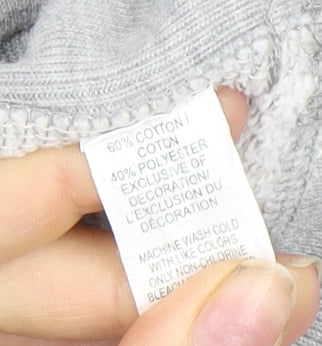 60% COTTON /
COTON
40% POLYESTER
EXCLUSIVE OF
DECORATION/
L'EXCLUSION DU
DÉCORATION
MACHINE WASH COLD
WITH LIKE COLORS
ONLY NON-CHLORINE
BLEACH